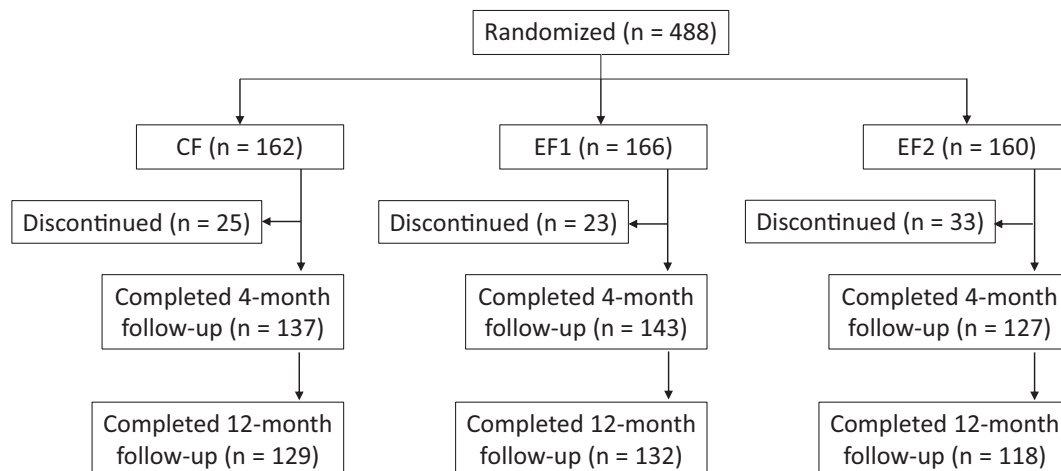 Randomized (n = 488)
CF (n = 162)
EF1 (n = 166)
EF2 (n = 160)
Discontinued (n = 25)
Discontinued (n = 23)
Discontinued (n = 33)
Completed 4-month
follow-up (n = 137)
Completed 4-month
follow-up (n = 143)
Completed 4-month
follow-up (n = 127)
Completed 12-month
follow-up (n = 129)
Completed 12-month
follow-up (n = 132)
Completed 12-month
follow-up (n = 118)